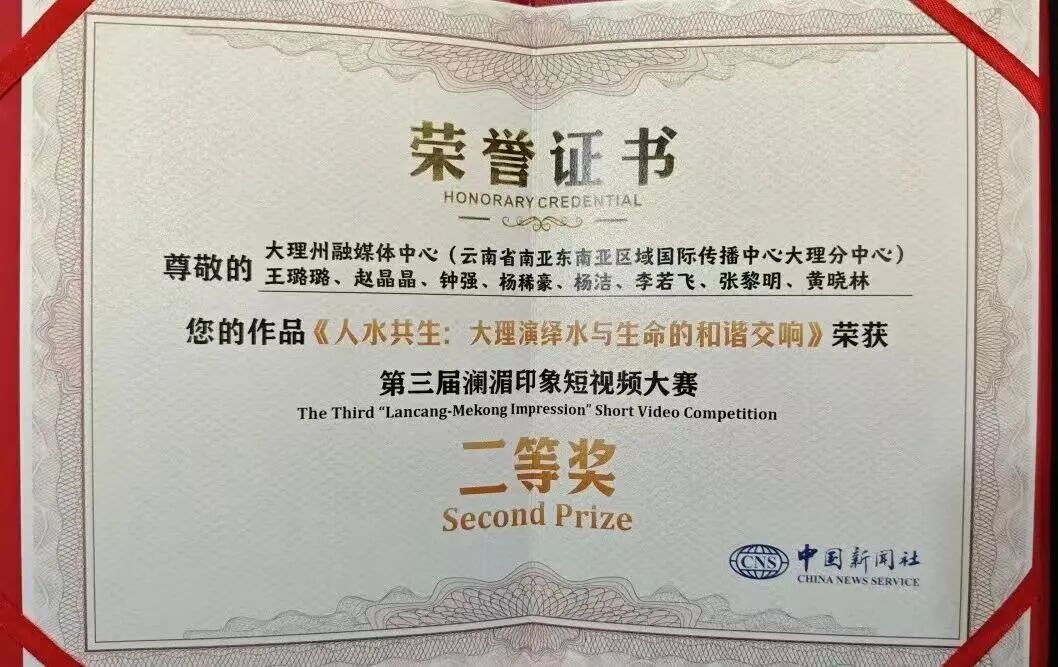 荣誉证书
HONORARY CREDENTIAL
尊敬的
大理州融媒体中心（云南省南亚东南亚区域国际传播中心大理分中心）
王璐璐、赵晶晶、钟强、杨稀豪、杨洁、李若飞、张黎明、黄晓林
您的作品《人水共生：大理演绎水与生命的和谐交响》荣获
第三届澜湄印象短视频大赛
The Third “Lancang-Mekong Impression” Short Video Competition
二等奖
Second Prize
CNS 中国新闻社
CHINA NEWS SERVICE